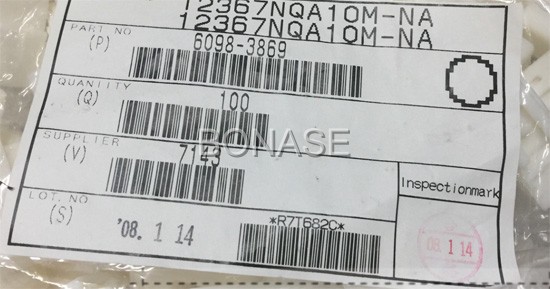 12367NQA10M-NA
12367NQA10M-NA
PART NO
(P)
6098-3869
QUANTITY
(Q)
100
BONASE
SUPPLIER
(V)
7143
Inspectionmark
LOT. NO
(S)
'08. 1 14
*R7T682C*
08. 1 14